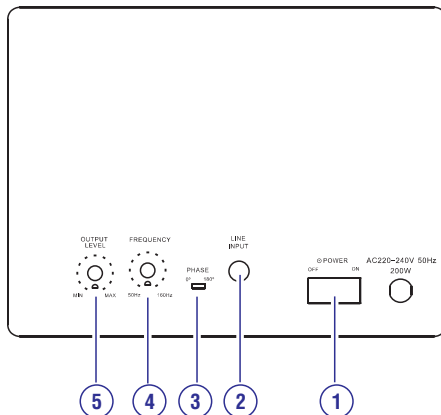 OUTPUT
LEVEL
MIN MAX
FREQUENCY
50Hz 160Hz
PHASE
0° 180°
LINE
INPUT
POWER
OFF ON
AC220-240V 50Hz
200W
5 4 3 2 1